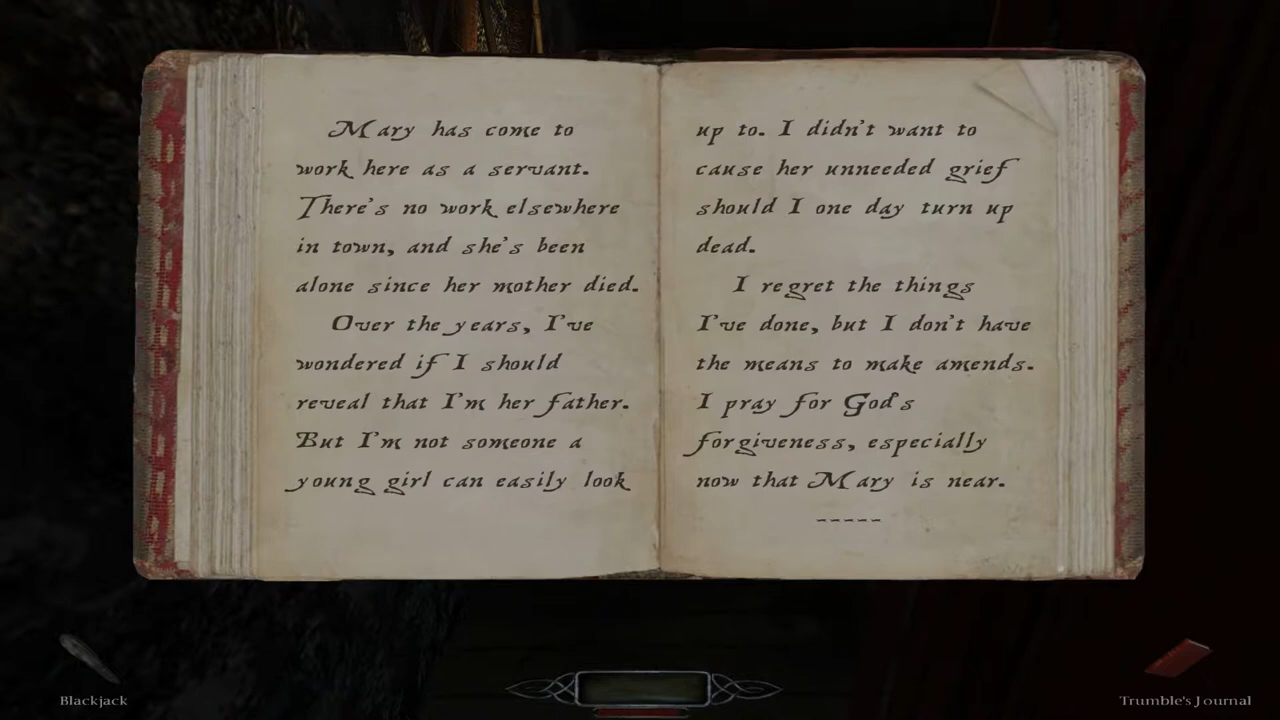 Mary has come to
work here as a servant.
There's no work elsewhere
in town, and she's been
alone since her mother died.
Over the years, I've
wondered if I should
reveal that I'm her father.
But I'm not someone a
young girl can easily look
up to. I didn't want to
cause her unneeded grief
should I one day turn up
dead.
I regret the things
I've done, but I don't have
the means to make amends.
I pray for God's
forgiveness, especially
now that Mary is near.
-----
Blackjack
Trumble's Journal